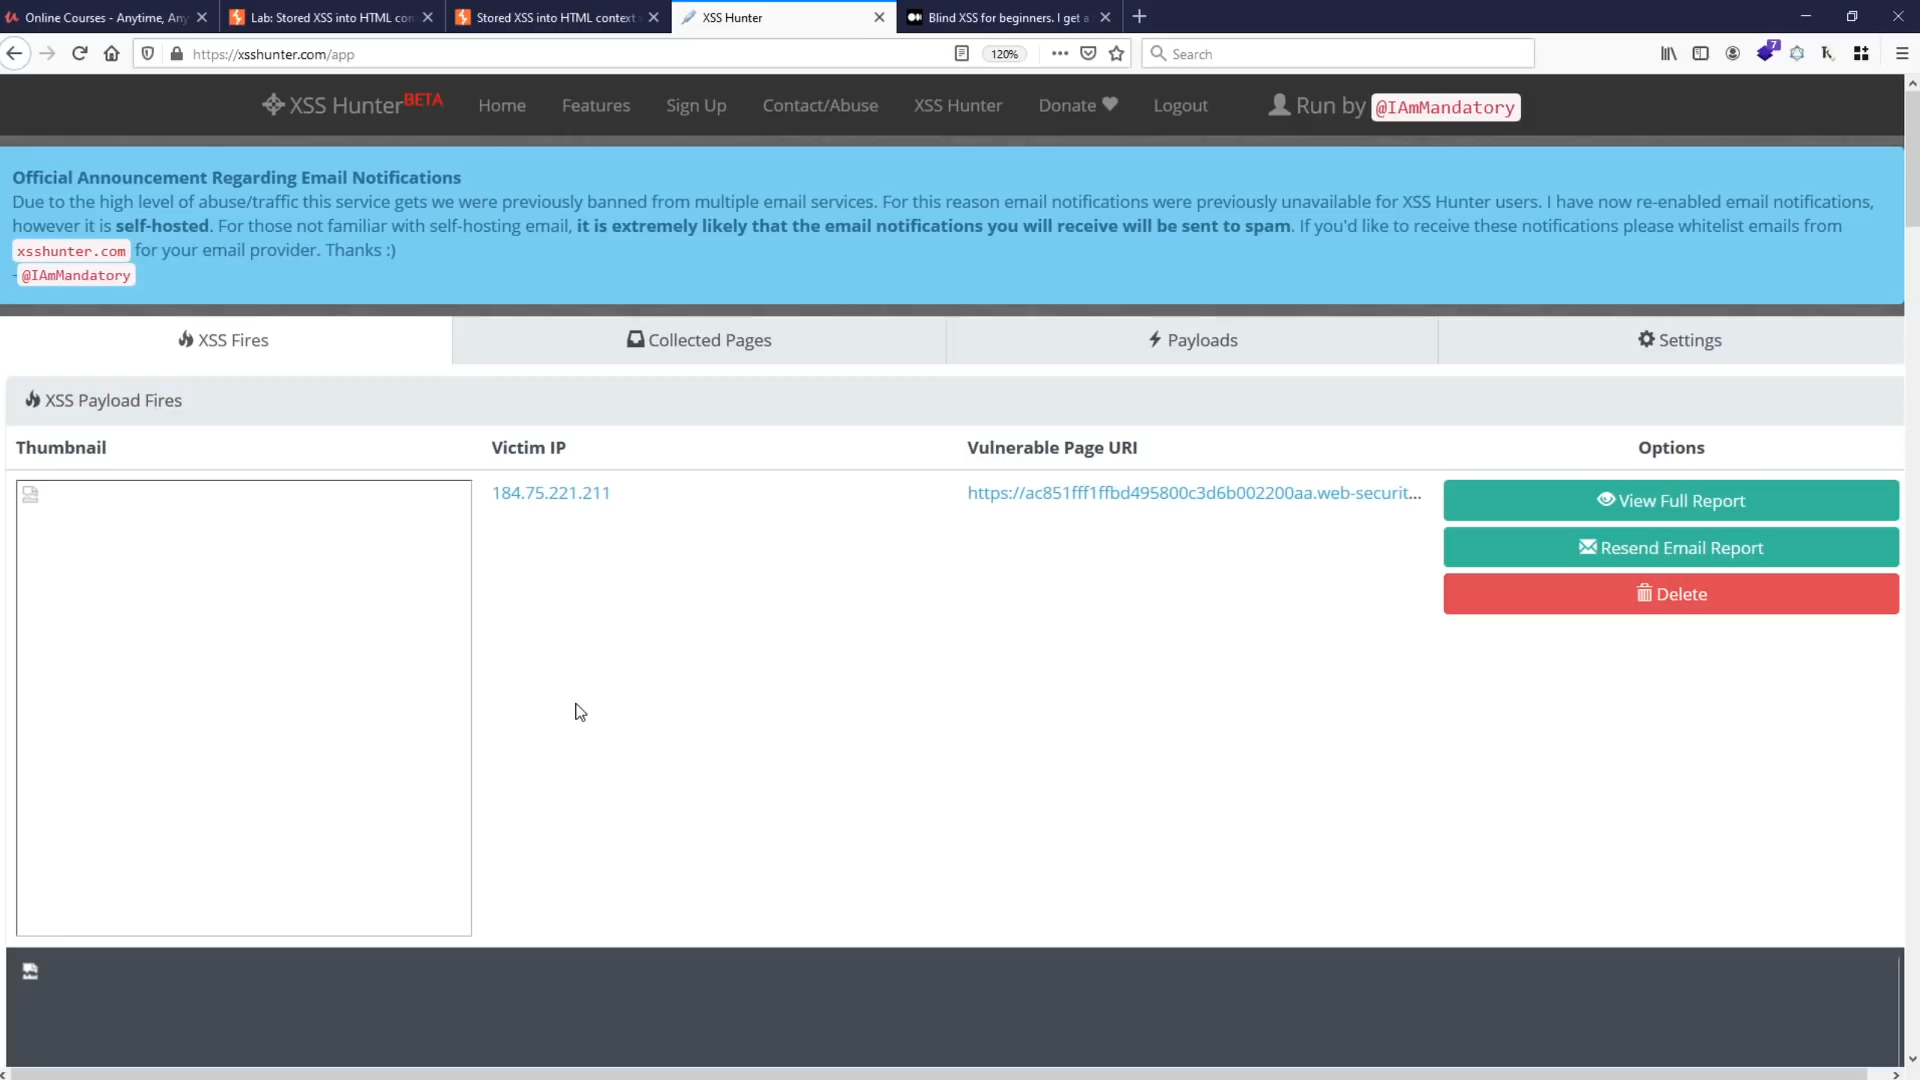 Online Courses - Anytime, Any
Lab: Stored XSS into HTML con
Stored XSS into HTML context
XSS Hunter
Blind XSS for beginners. I get a
https://xsshunter.com/app
120%
Search
7
XSS Hunter BETA
Home
Features
Sign Up
Contact/Abuse
XSS Hunter
Donate
Logout
Run by @IAmMandatory
Official Announcement Regarding Email Notifications
Due to the high level of abuse/traffic this service gets we were previously banned from multiple email services. For this reason email notifications were previously unavailable for XSS Hunter users. I have now re-enabled email notifications,
however it is self-hosted. For those not familiar with self-hosting email, it is extremely likely that the email notifications you will receive will be sent to spam. If you'd like to receive these notifications please whitelist emails from
xsshunter.com for your email provider. Thanks :)
-@IAmMandatory
XSS Fires
Collected Pages
Payloads
Settings
XSS Payload Fires
Thumbnail
Victim IP
Vulnerable Page URI
Options
184.75.221.211
https://ac851fff1ffbd495800c3d6b002200aa.web-securit...
View Full Report
Resend Email Report
Delete